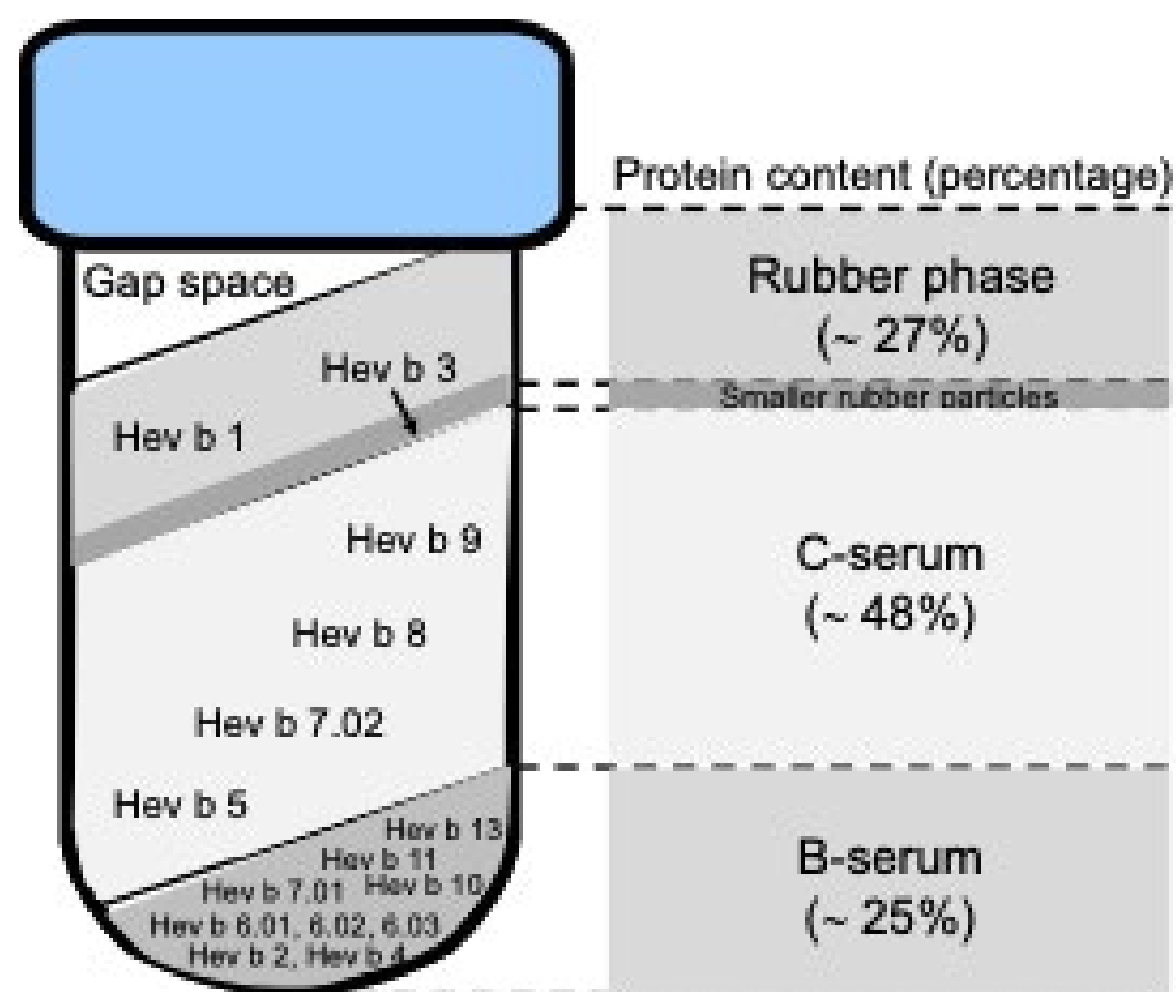 Protein content (percentage)
Gap space
Rubber phase
(~ 27%)
Hev b 3
Smaller rubber particles
Hev b 1
Hev b 9
C-serum
(~ 48%)
Hev b 8
Hev b 7.02
Hev b 5
Hev b 13
Hev b 11
Hev b 7.01 Hev b 10
Hev b 6.01, 6.02, 6.03
Hev b 2, Hev b 4
B-serum
(~ 25%)